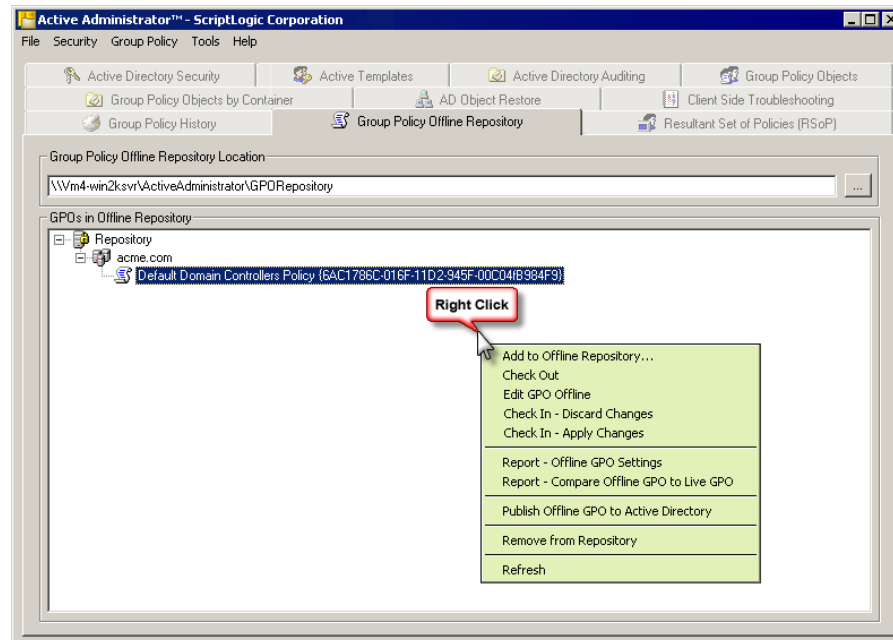 Active Administrator™ - ScriptLogic Corporation
File Security Group Policy Tools Help
Active Directory Security
Active Templates
Active Directory Auditing
Group Policy Objects
Group Policy Objects by Container
AD Object Restore
Client Side Troubleshooting
Group Policy History
Group Policy Offline Repository
Resultant Set of Policies (RSoP)
Group Policy Offline Repository Location
\\Vm4-win2ksvr\ActiveAdministrator\GPORepository
...
GPOs in Offline Repository
Repository
acme.com
Default Domain Controllers Policy {6AC1786C-016F-11D2-945F-00C04fB984F9}
Right Click
Add to Offline Repository...
Check Out
Edit GPO Offline
Check In - Discard Changes
Check In - Apply Changes
Report - Offline GPO Settings
Report - Compare Offline GPO to Live GPO
Publish Offline GPO to Active Directory
Remove from Repository
Refresh